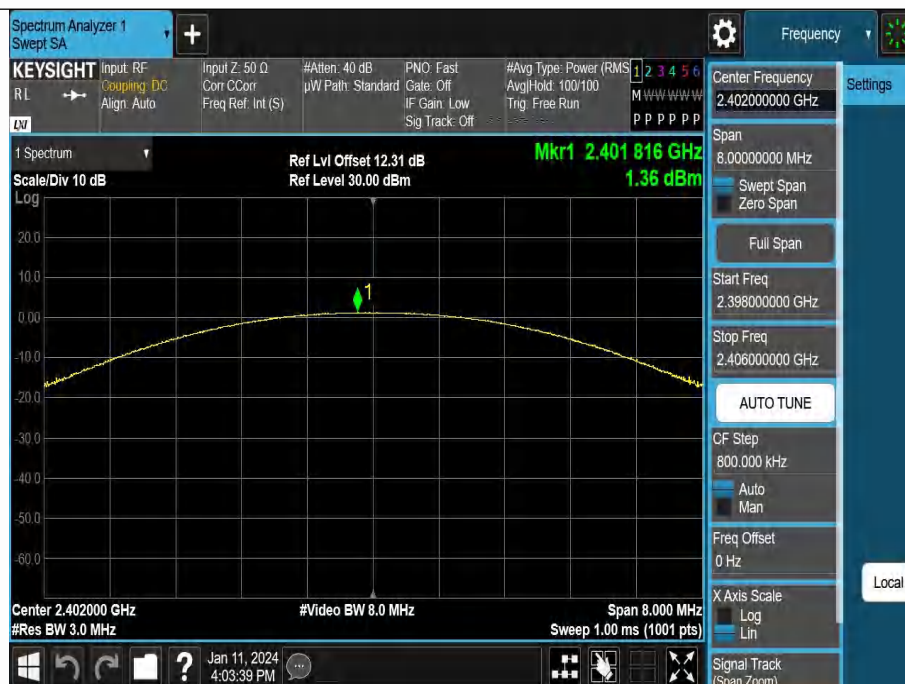 Spectrum Analyzer 1
Swept SA
Frequency
KEYSIGHT
RL
LXI
Input: RF
Coupling: DC
Align: Auto
Input Z: 50 Ω
Corr CCorr
Freq Ref: Int (S)
#Atten: 40 dB
µW Path: Standard
PNO: Fast
Gate: Off
IF Gain: Low
Sig Track: Off
#Avg Type: Power (RMS
Avg|Hold: 100/100
Trig: Free Run
1 2 3 4 5 6
M W W W W W
P P P P P P
1 Spectrum
Scale/Div 10 dB
Log
Ref Lvl Offset 12.31 dB
Ref Level 30.00 dBm
Mkr1 2.401 816 GHz
1.36 dBm
20.0
10.0
1
0.00
-10.0
-20.0
-30.0
-40.0
-50.0
-60.0
Center 2.402000 GHz
#Res BW 3.0 MHz
#Video BW 8.0 MHz
Span 8.000 MHz
Sweep 1.00 ms (1001 pts)
Jan 11, 2024
4:03:39 PM
Center Frequency
2.402000000 GHz
Span
8.00000000 MHz
Swept Span
Zero Span
Full Span
Start Freq
2.398000000 GHz
Stop Freq
2.406000000 GHz
AUTO TUNE
CF Step
800.000 kHz
Auto
Man
Freq Offset
0 Hz
X Axis Scale
Log
Lin
Signal Track
(Span Zoom)
Settings
Local